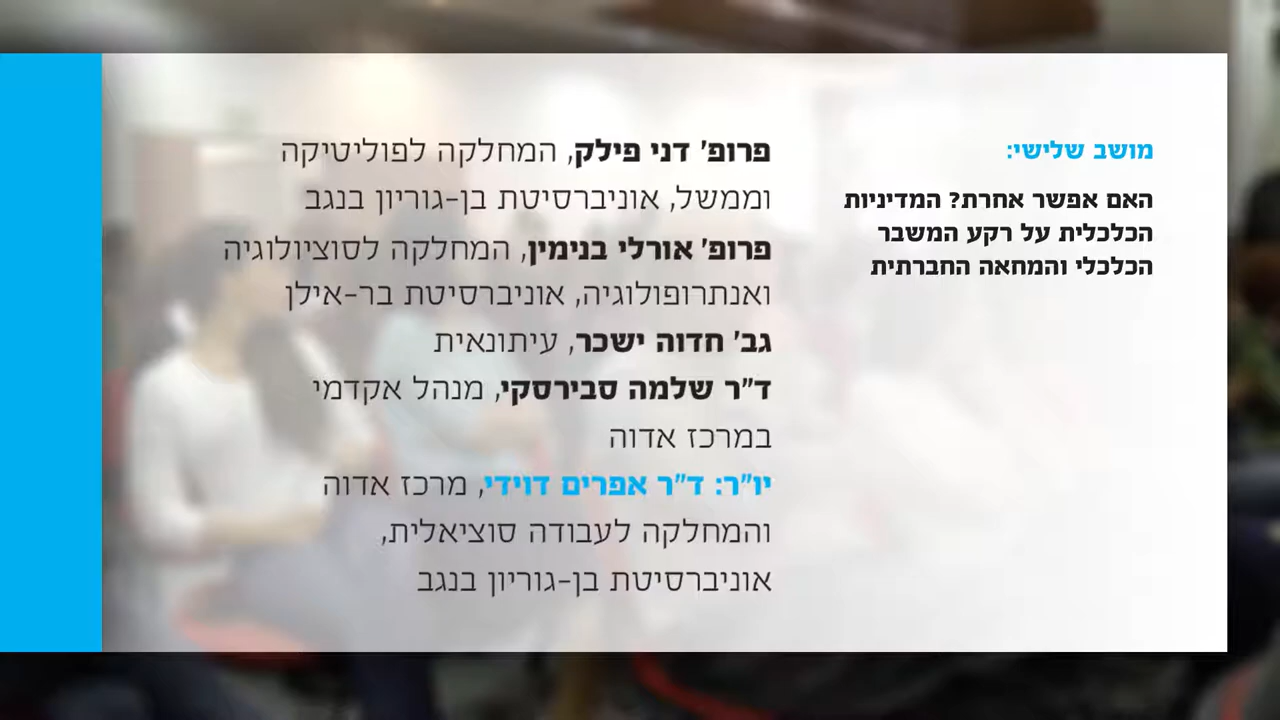 מושב שלישי:
האם אפשר אחרת? המדיניות
הכלכלית על רקע המשבר
הכלכלי והמחאה החברתית
פרופ' דני פילק, המחלקה לפוליטיקה
וממשל, אוניברסיטת בן-גוריון בנגב
פרופ' אורלי בנימין, המחלקה לסוציולוגיה
ואנתרופולוגיה, אוניברסיטת בר-אילן
גב' חדוה ישכר, עיתונאית
ד"ר שלמה סבירסקי, מנהל אקדמי
במרכז אדוה
יו"ר: ד"ר אפרים דוידי, מרכז אדוה
והמחלקה לעבודה סוציאלית,
אוניברסיטת בן-גוריון בנגב